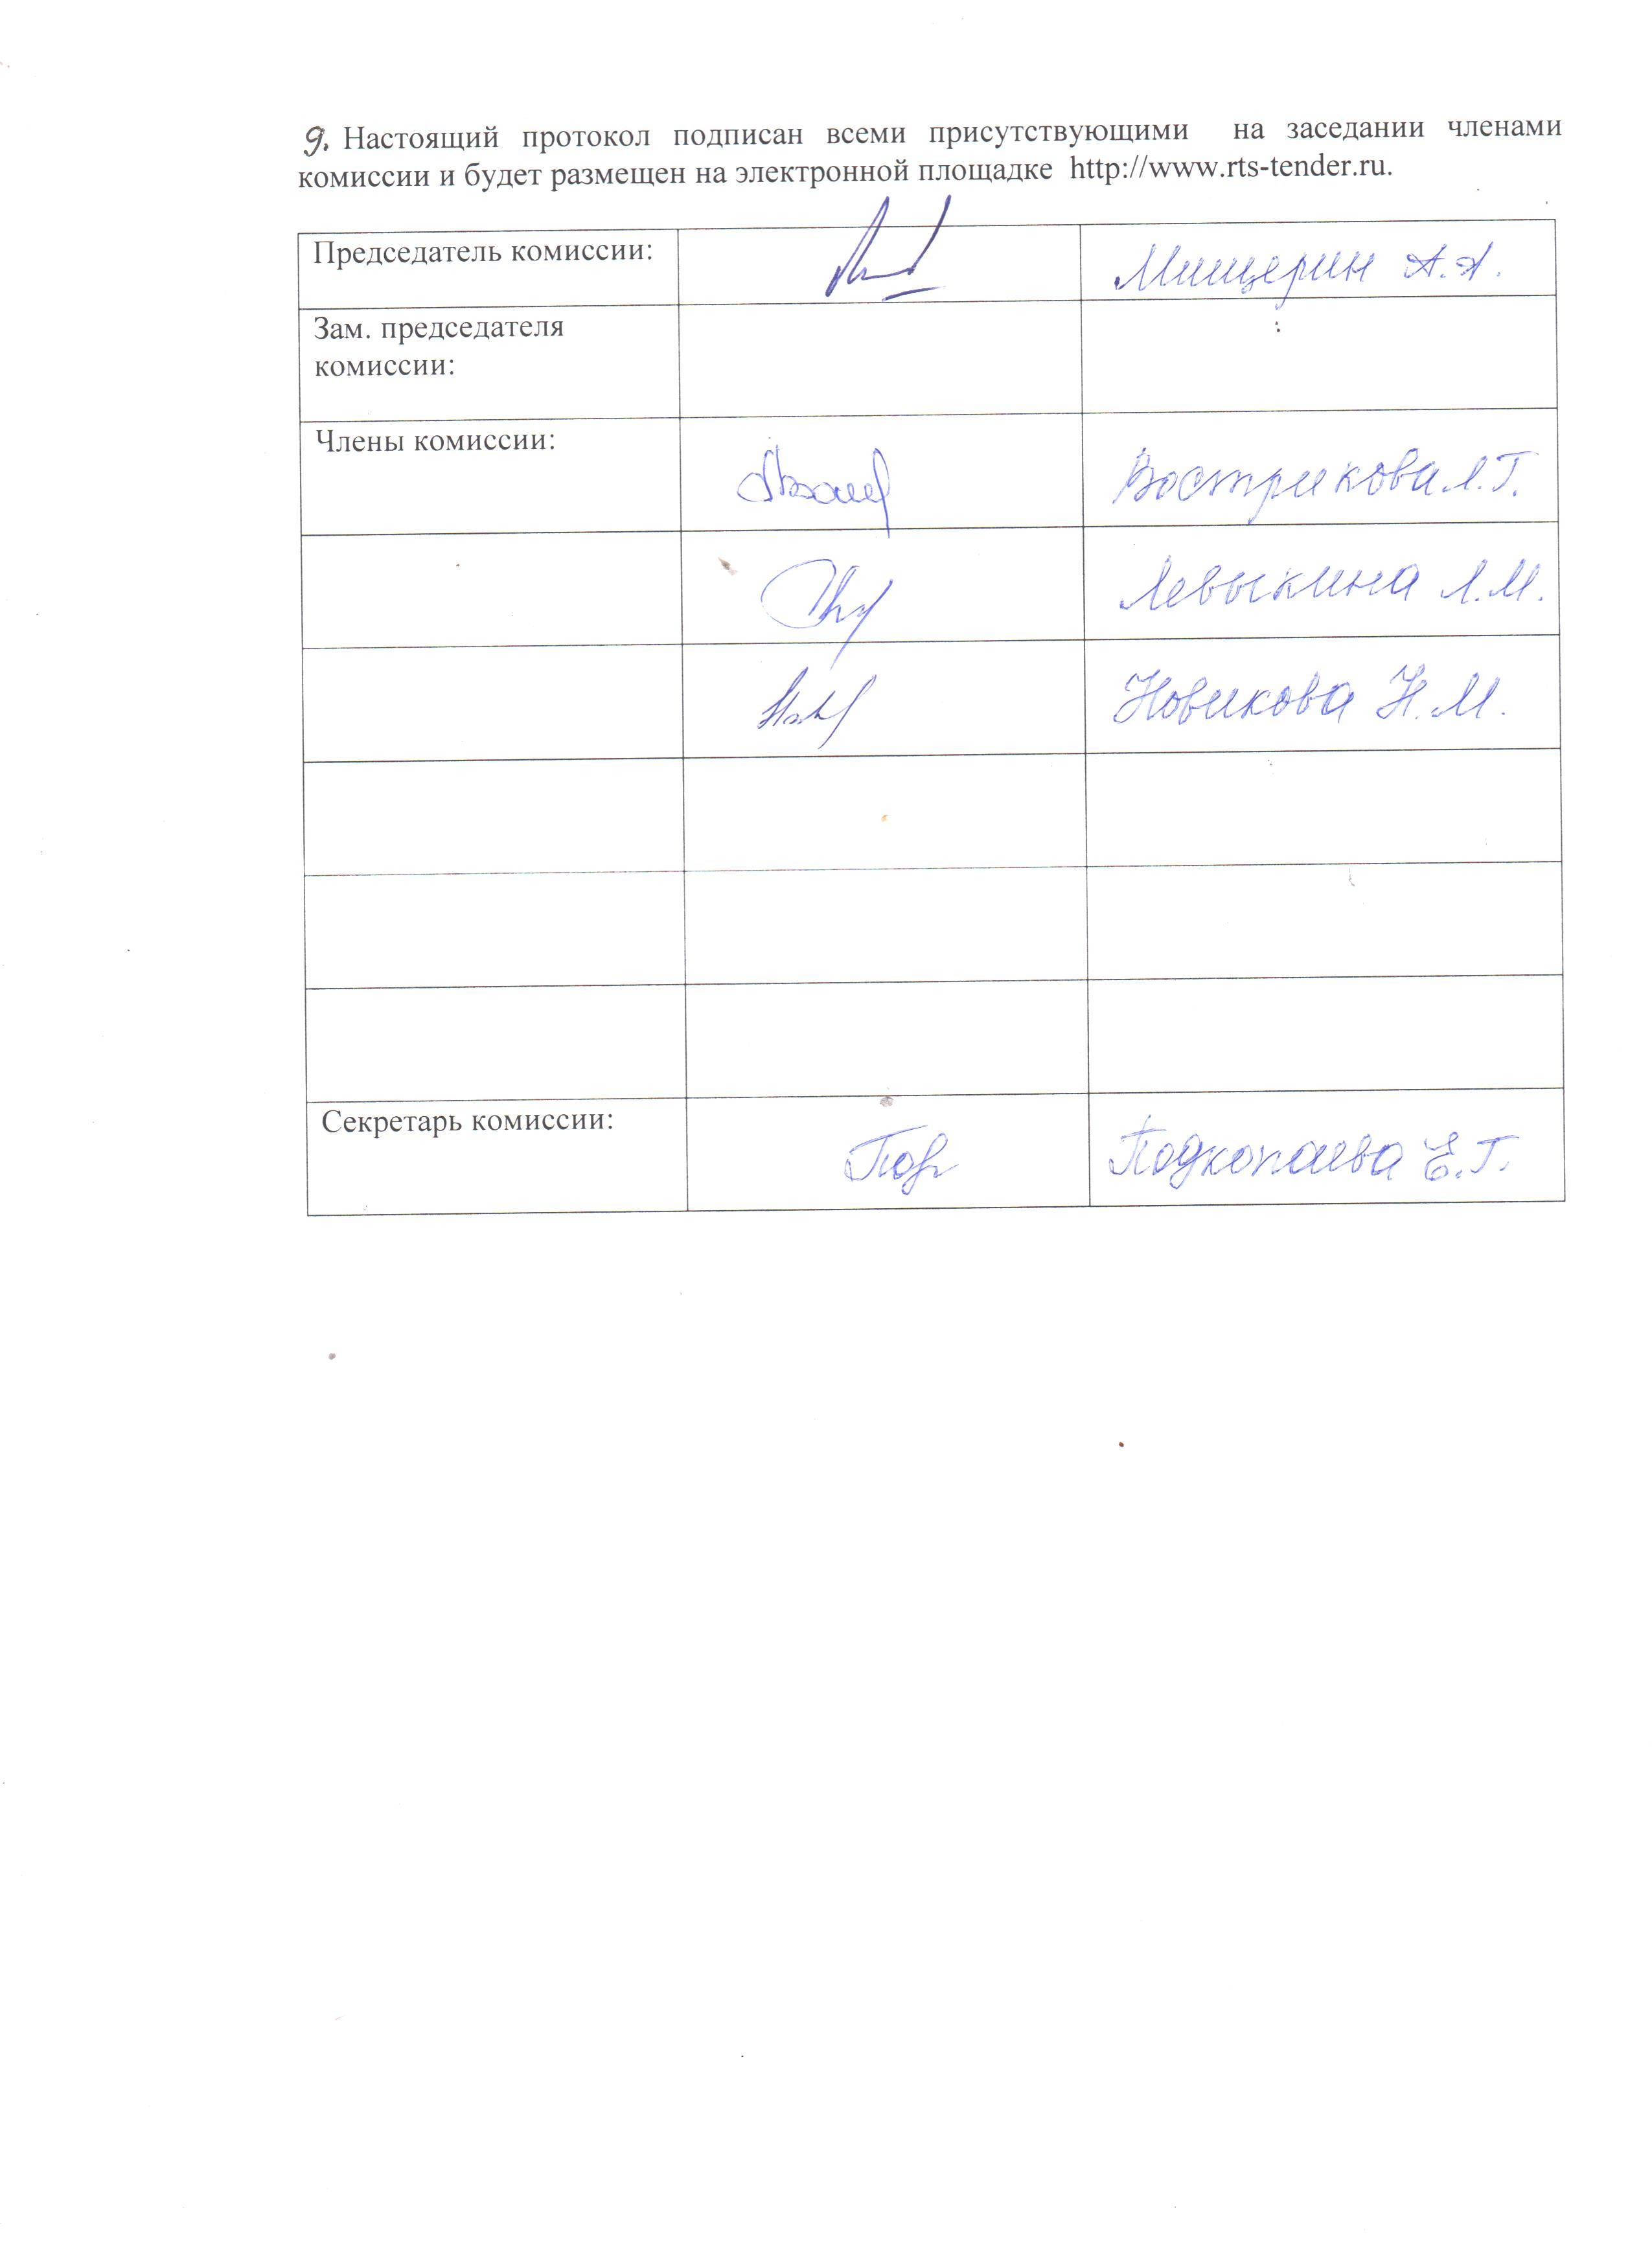 9. Настоящий протокол подписан всеми присутствующими на заседании членами
комиссии и будет размещен на электронной площадке http://www.rts-tender.ru.
Председатель комиссии: Мищерин А.А.
Зам. председателя
комиссии:
Члены комиссии: Вострикова Л.Г.
Левыкина Л.М.
Новикова Н.М.
Секретарь комиссии: Подкопаева Е.Г.